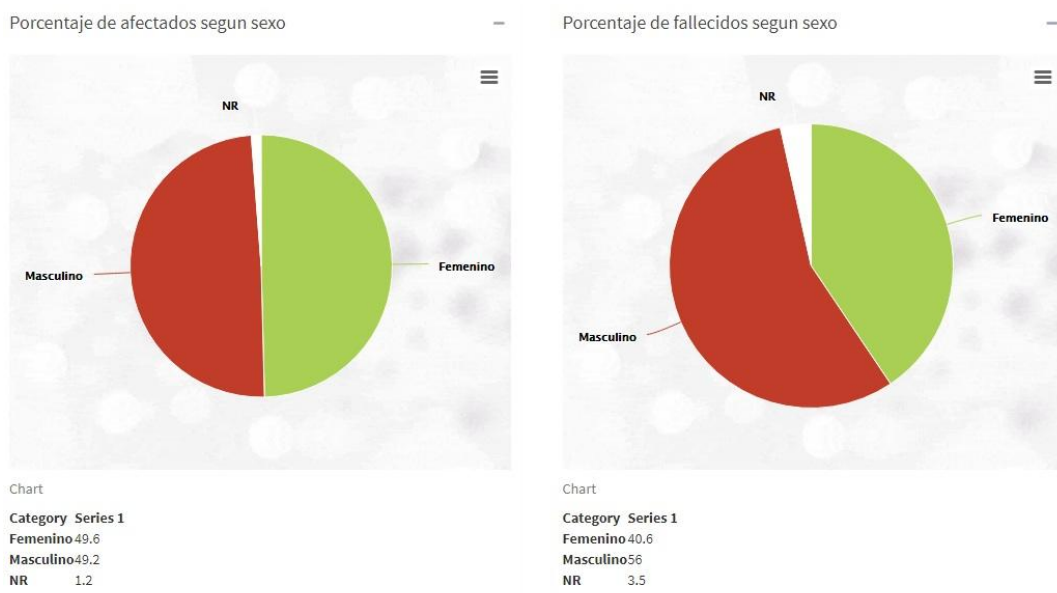 Porcentaje de afectados segun sexo
NR
Masculino
Femenino
Chart
Category Series 1
Femenino 49.6
Masculino 49.2
NR 1.2
Porcentaje de fallecidos segun sexo
NR
Femenino
Masculino
Chart
Category Series 1
Femenino 40.6
Masculino 56
NR 3.5